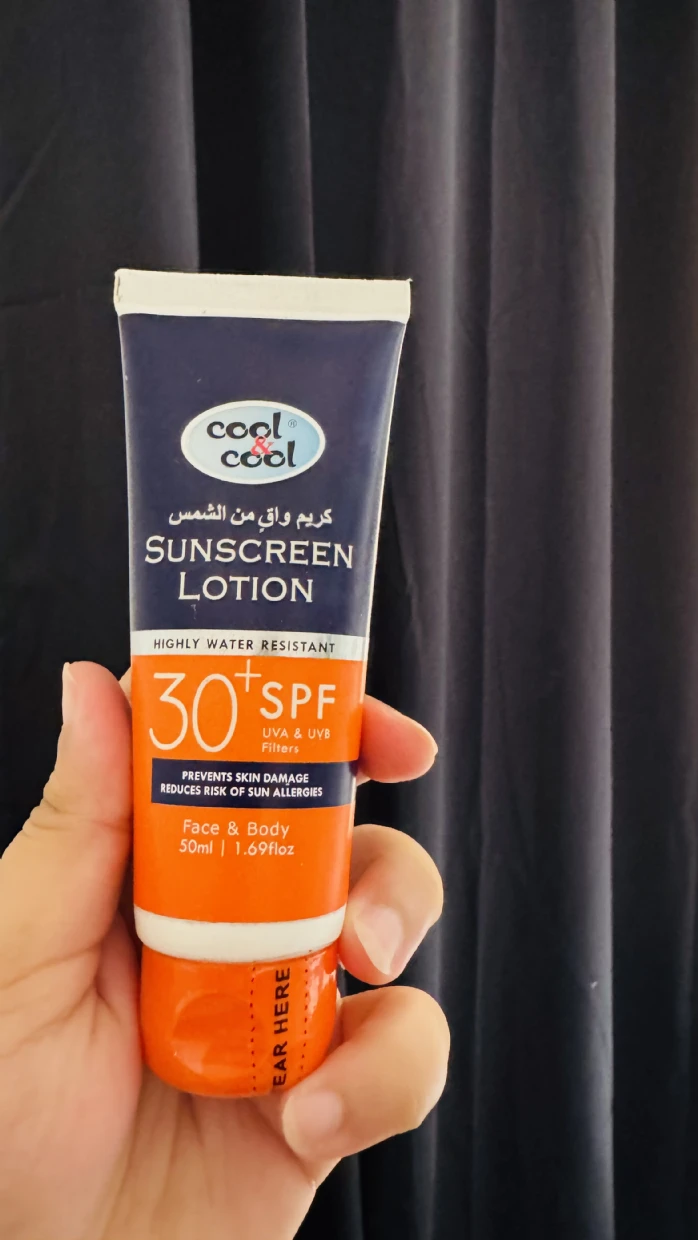 cool ®
&
cool
كريم واقٍ من الشمس
SUNSCREEN
LOTION
HIGHLY WATER RESISTANT
30+ SPF
UVA & UVB
Filters
PREVENTS SKIN DAMAGE
REDUCES RISK OF SUN ALLERGIES
Face & Body
50ml | 1.69floz
EAR HERE